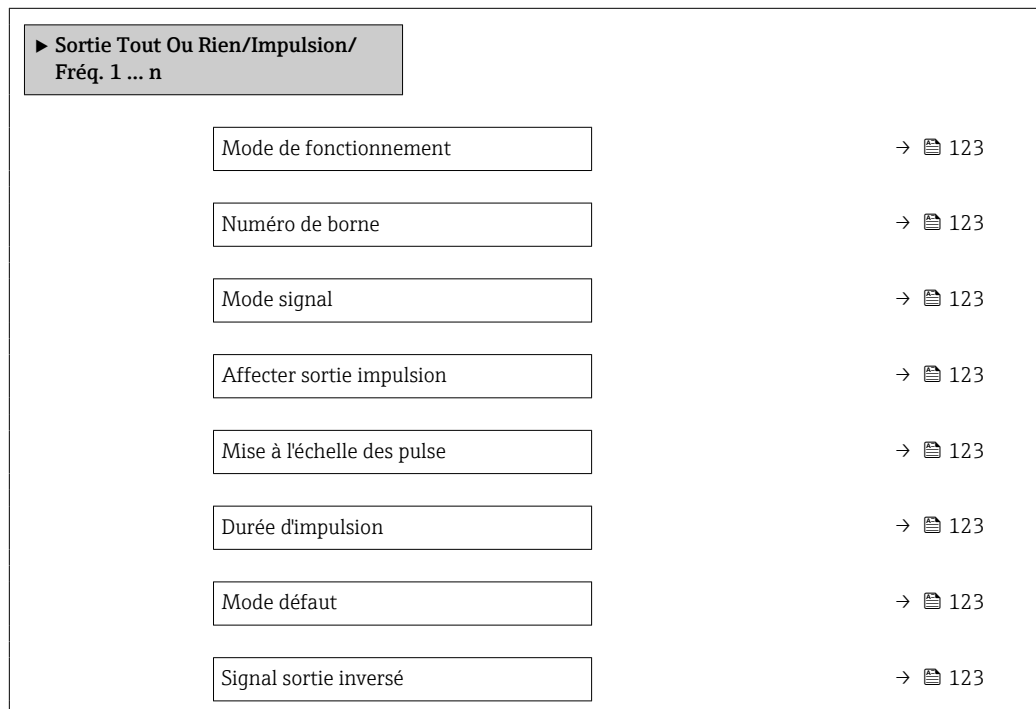 ▶ Sortie Tout Ou Rien/Impulsion/
Fréq. 1 … n
Mode de fonctionnement → 123
Numéro de borne → 123
Mode signal → 123
Affecter sortie impulsion → 123
Mise à l'échelle des pulse → 123
Durée d'impulsion → 123
Mode défaut → 123
Signal sortie inversé → 123